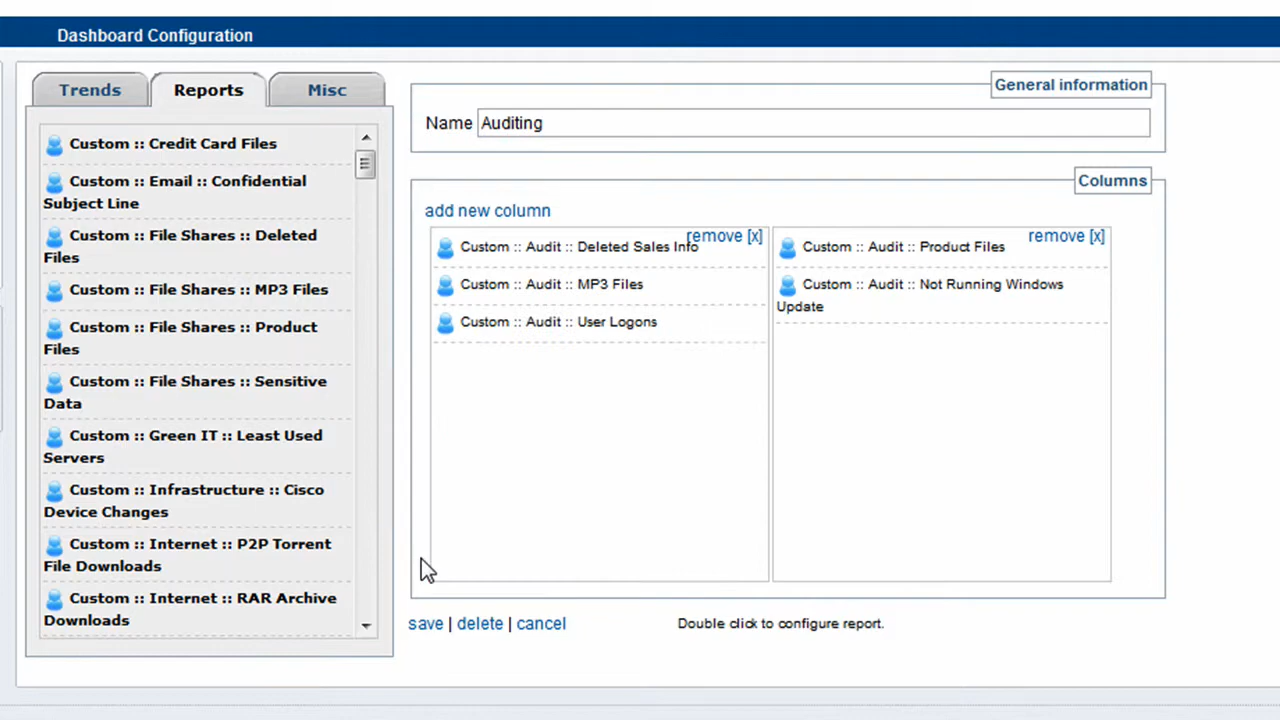 Dashboard Configuration
Trends
Reports
Misc
Custom :: Credit Card Files
Custom :: Email :: Confidential
Subject Line
Custom :: File Shares :: Deleted
Files
Custom :: File Shares :: MP3 Files
Custom :: File Shares :: Product
Files
Custom :: File Shares :: Sensitive
Data
Custom :: Green IT :: Least Used
Servers
Custom :: Infrastructure :: Cisco
Device Changes
Custom :: Internet :: P2P Torrent
File Downloads
Custom :: Internet :: RAR Archive
Downloads
General information
Name Auditing
Columns
add new column
remove [x]
Custom :: Audit :: Deleted Sales Info
Custom :: Audit :: MP3 Files
Custom :: Audit :: User Logons
remove [x]
Custom :: Audit :: Product Files
Custom :: Audit :: Not Running Windows
Update
save | delete | cancel
Double click to configure report.